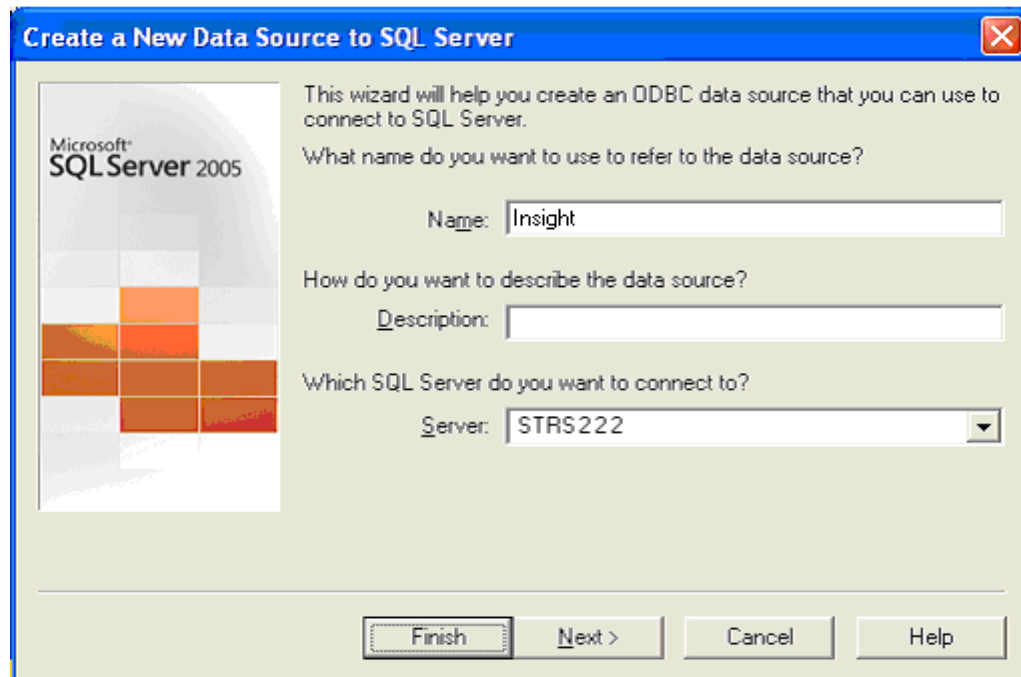 Create a New Data Source to SQL Server
Microsoft®
SQL Server 2005
This wizard will help you create an ODBC data source that you can use to
connect to SQL Server.
What name do you want to use to refer to the data source?
Name: Insight
How do you want to describe the data source?
Description:
Which SQL Server do you want to connect to?
Server: STRS222
Finish Next > Cancel Help